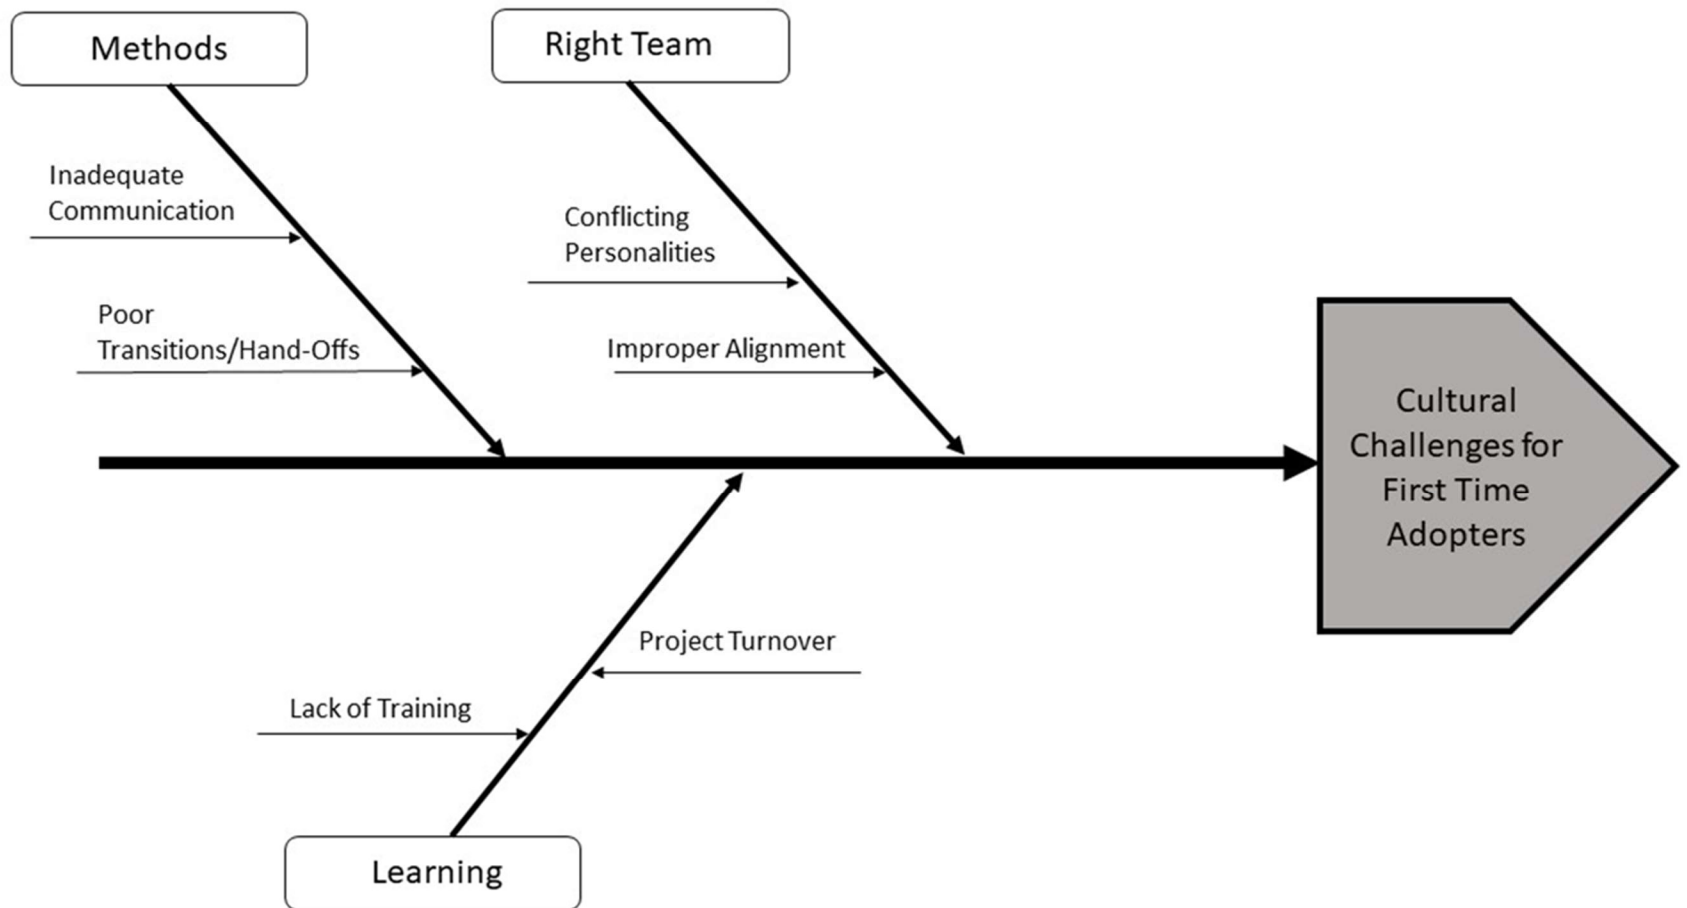 Methods
Right Team
Inadequate
Communication
Conflicting
Personalities
Poor
Transitions/Hand-Offs
Improper Alignment
Cultural
Challenges for
First Time
Adopters
Project Turnover
Lack of Training
Learning